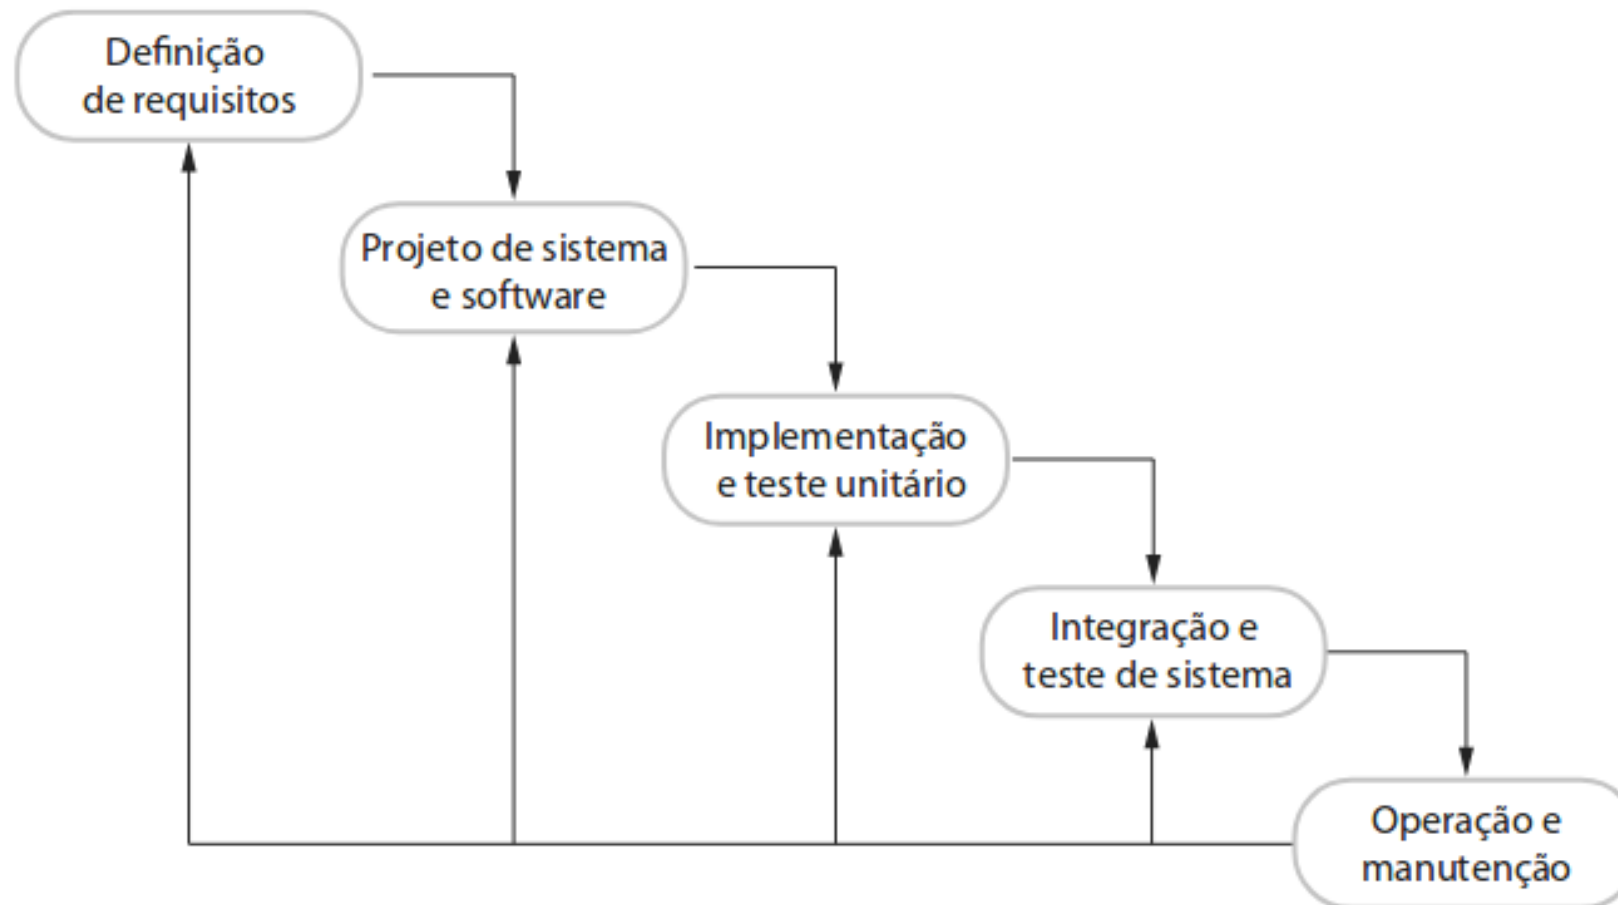 Definição
de requisitos
Projeto de sistema
e software
Implementação
e teste unitário
Integração e
teste de sistema
Operação e
manutenção